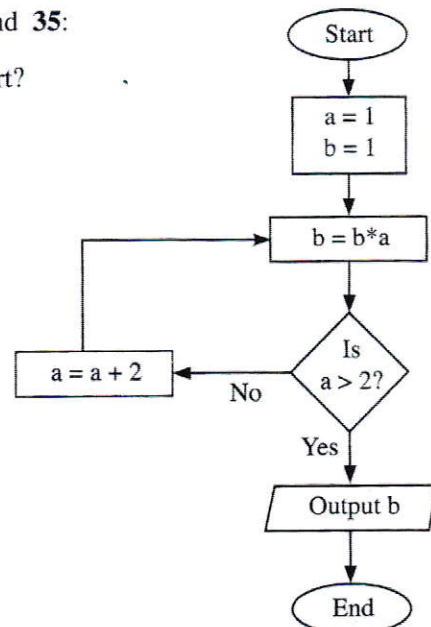 nd 35:
rt?
Start
a = 1
b = 1
b = b*a
Is
a > 2?
No
a = a + 2
Yes
Output b
End